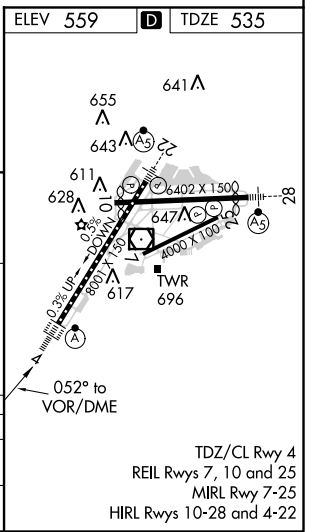 ELEV 559
D
TDZE 535
641
655
643
A5
22
611
10
6402 X 1500
28
628
0.5%
DOWN
P
P
647
P
P
25
A5
0.3% UP
8001 X 150
7
4000 X 100
617
TWR
696
4
A
052° to
VOR/DME
TDZ/CL Rwy 4
REIL Rwys 7, 10 and 25
MIRL Rwy 7-25
HIRL Rwys 10-28 and 4-22